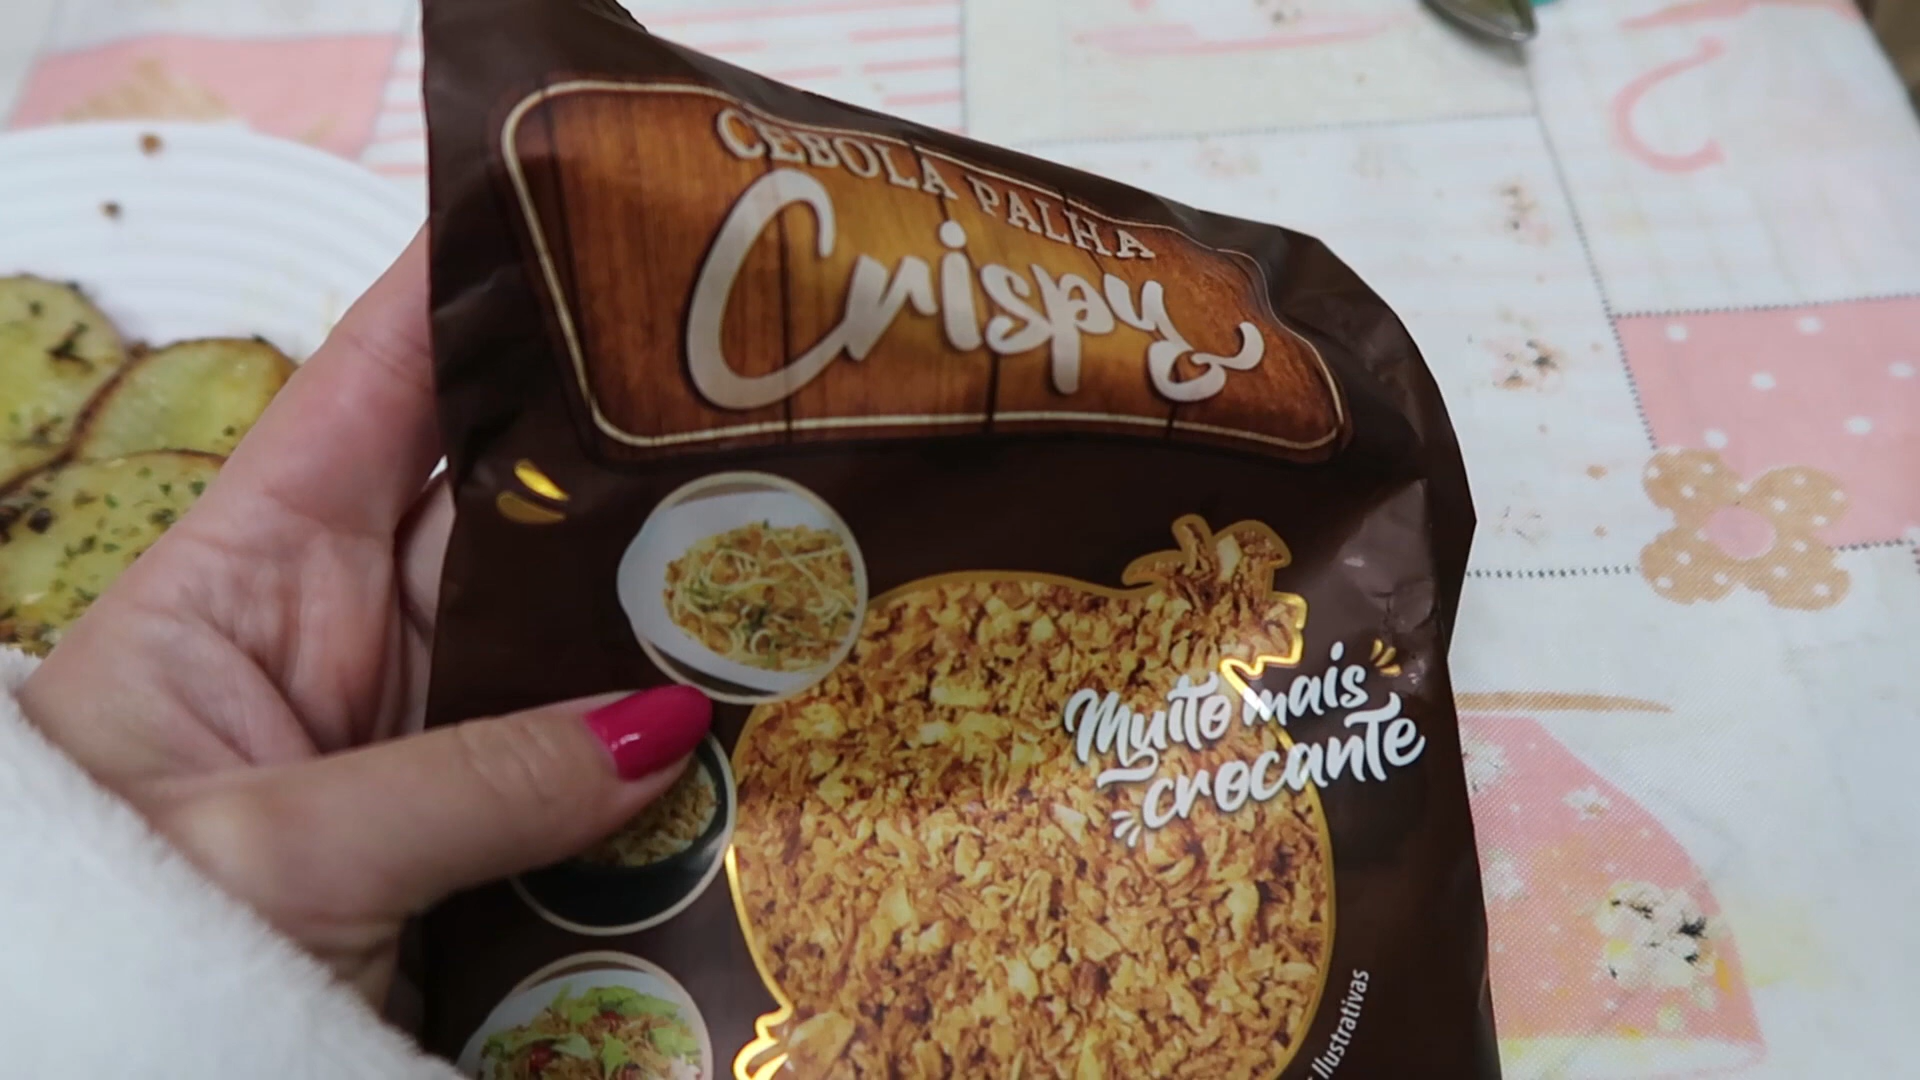 CEBOLA PALHA
Crispy
Muito mais
crocante
Ilustrativas